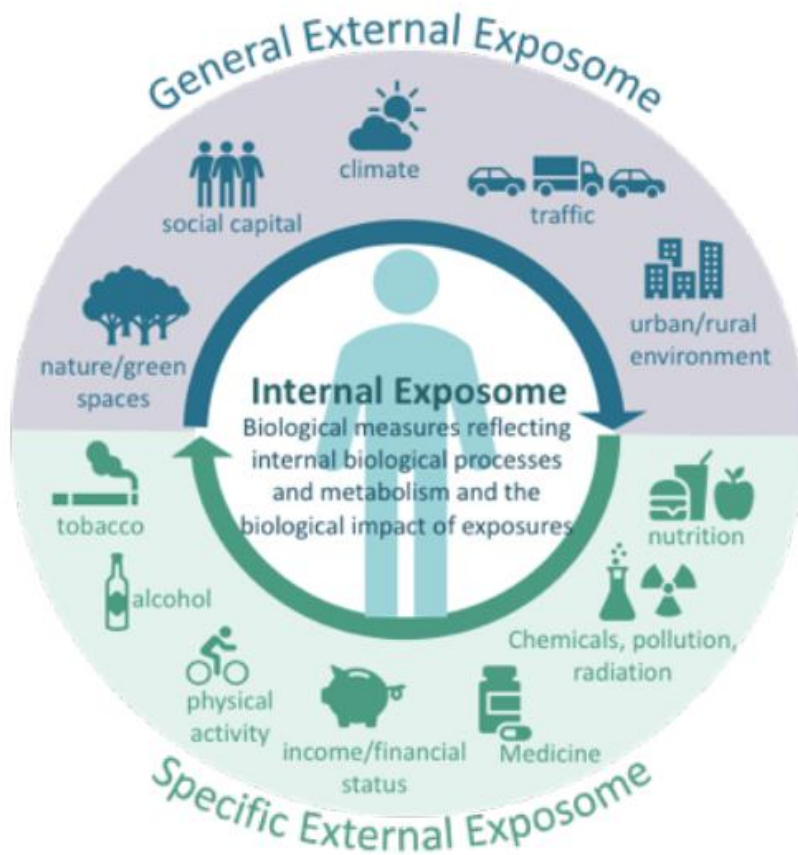 General External Exposome
climate
social capital
traffic
urban/rural
environment
nature/green
spaces
Internal Exposome
Biological measures reflecting
internal biological processes
and metabolism and the
biological impact of exposures
tobacco
nutrition
alcohol
Chemicals, pollution,
radiation
physical
activity
income/financial
status
Medicine
Specific External Exposome